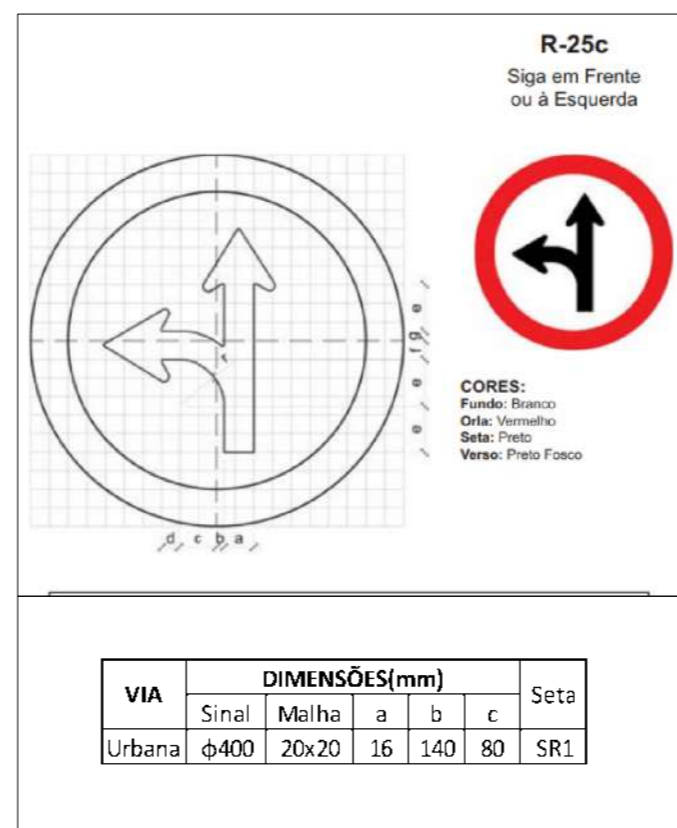 R-25c
Siga em Frente
ou à Esquerda
e
g
f
e
e
CORES:
Fundo: Branco
Orla: Vermelho
Seta: Preto
Verso: Preto Fosco
d c b a
VIA DIMENSÕES(mm) Seta
Sinal Malha a b c
Urbana ϕ400 20x20 16 140 80 SR1